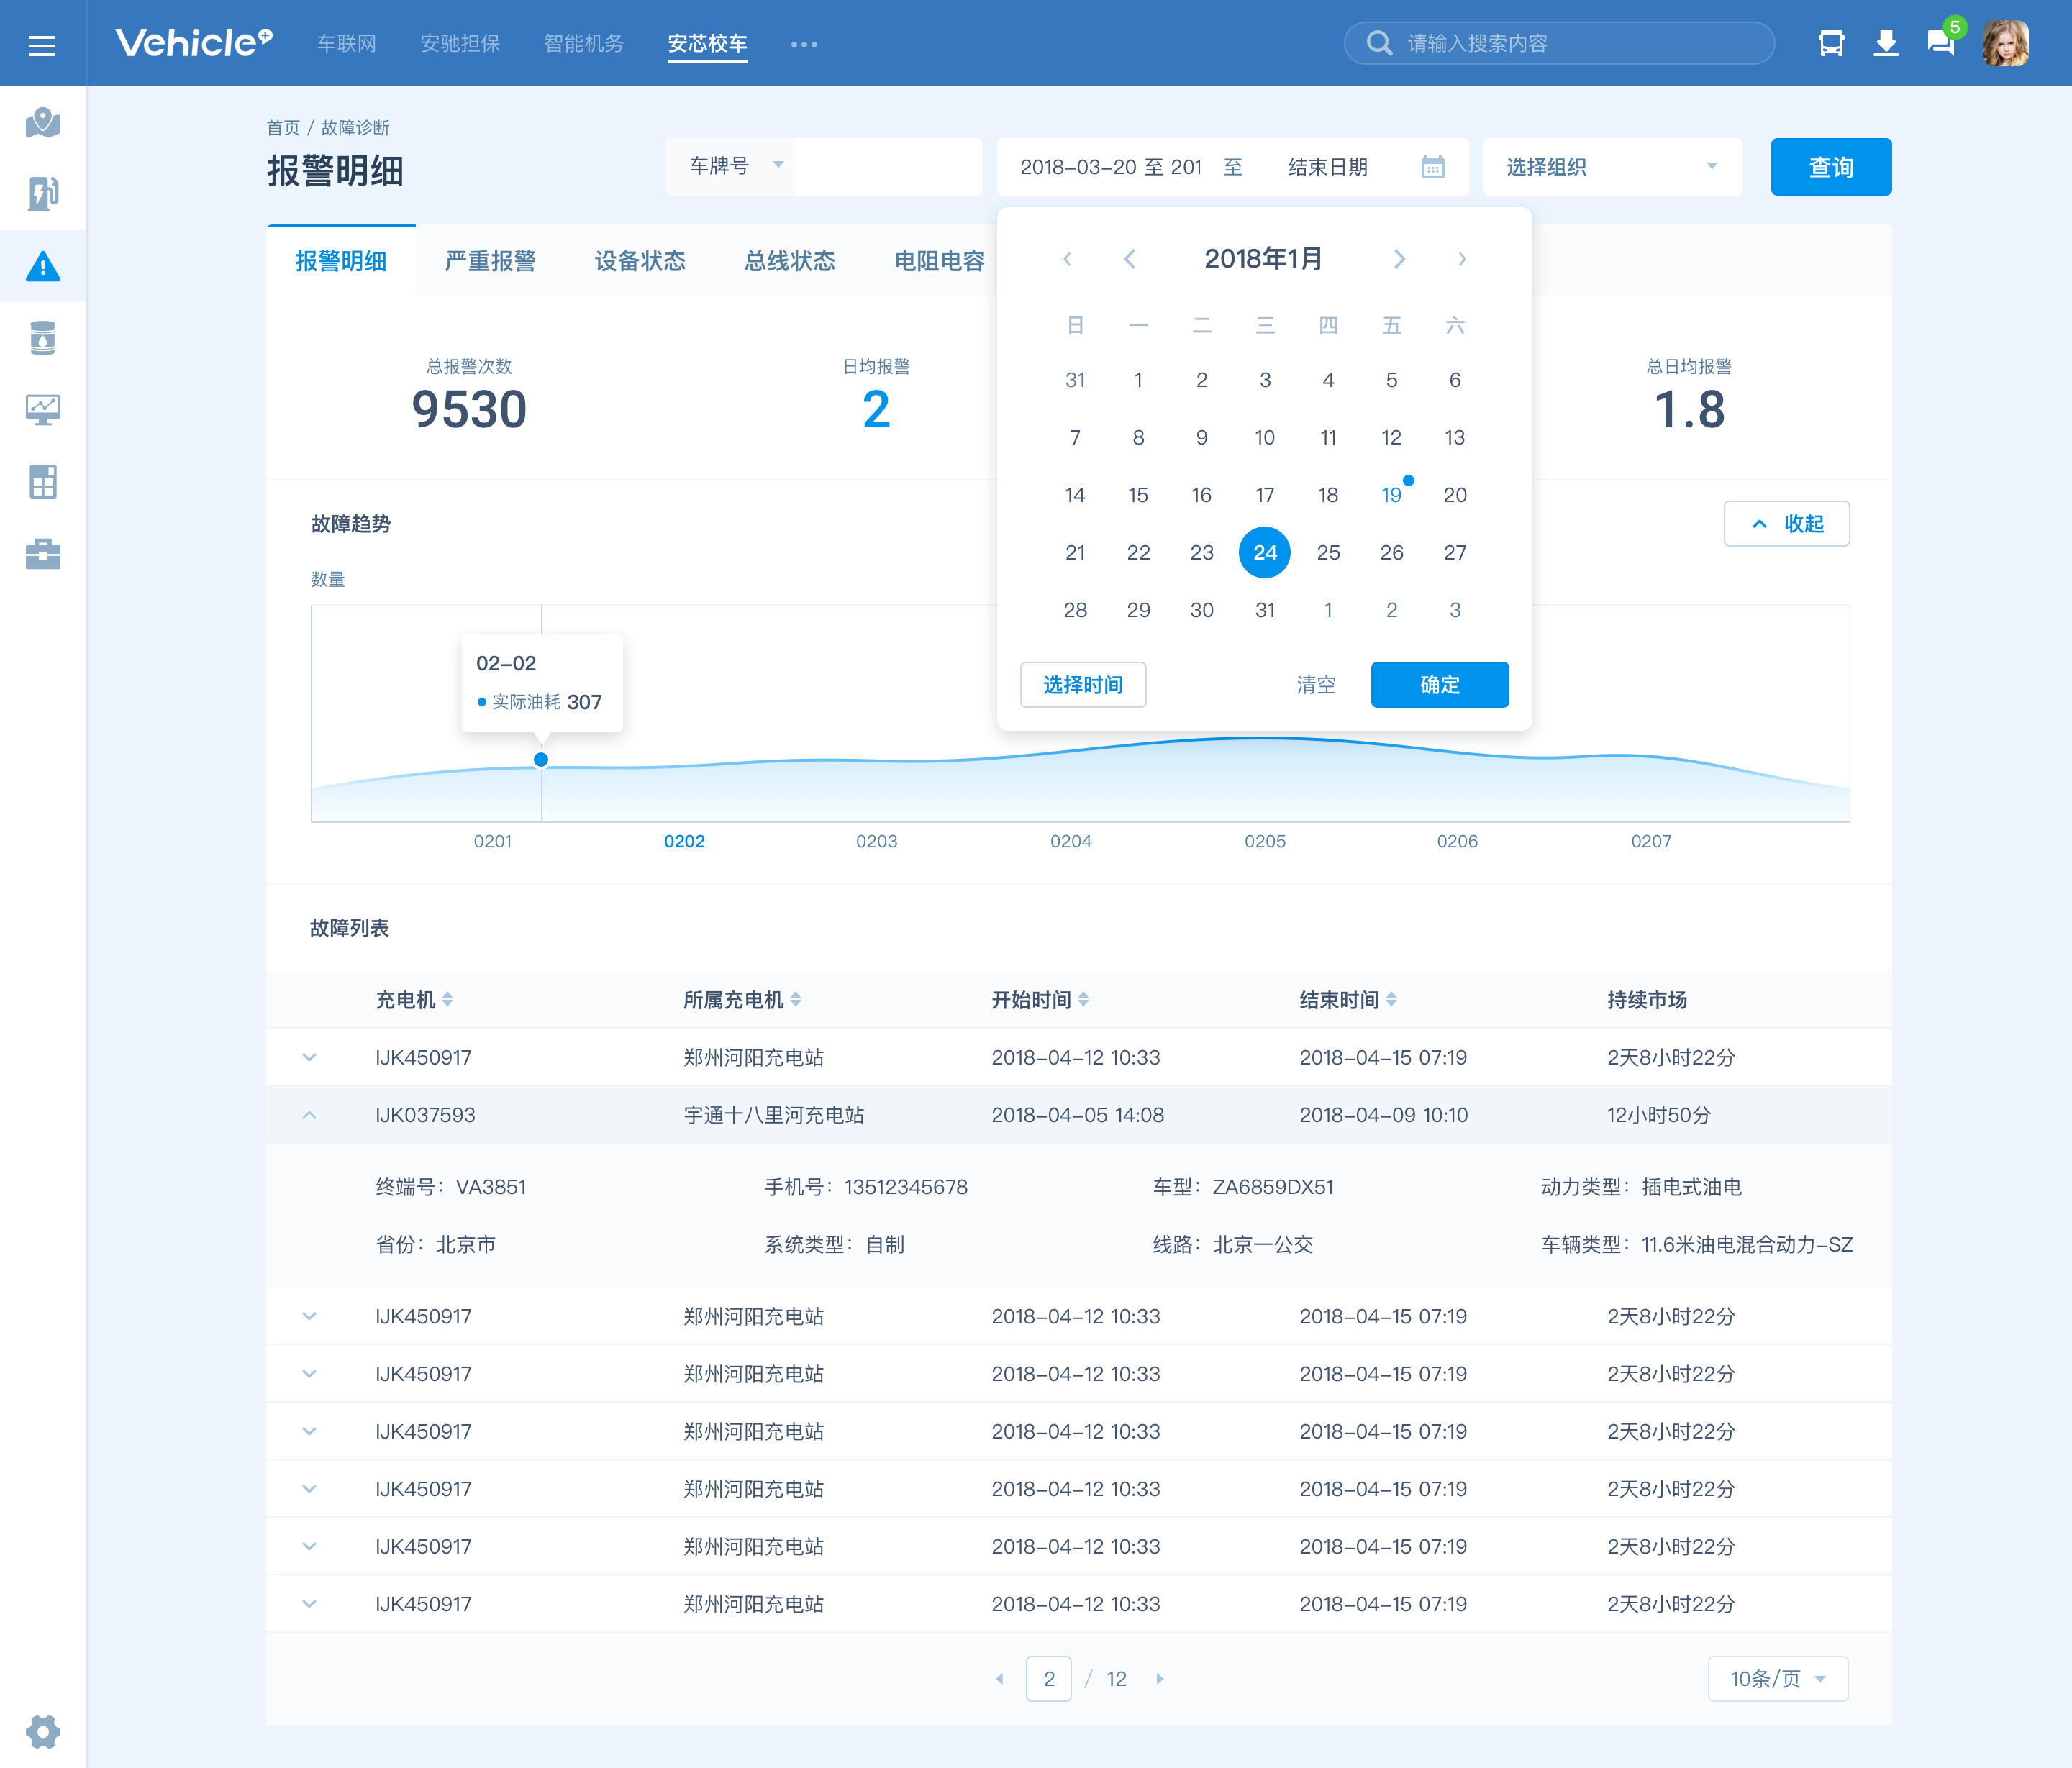 Vehicle+ 车联网 安驰担保 智能机务 安芯校车 ••• 请输入搜索内容 5
首页 / 故障诊断
报警明细 车牌号 2018-03-20 至 201 至 结束日期 选择组织 查询
报警明细 严重报警 设备状态 总线状态 电阻电容
2018年1月
日 一 二 三 四 五 六
31 1 2 3 4 5 6
7 8 9 10 11 12 13
14 15 16 17 18 19 20
21 22 23 24 25 26 27
28 29 30 31 1 2 3
选择时间 清空 确定
总报警次数 日均报警 总日均报警
9530 2 1.8
故障趋势 收起
数量
02-02
实际油耗 307
0201 0202 0203 0204 0205 0206 0207
故障列表
充电机 所属充电机 开始时间 结束时间 持续市场
IJK450917 郑州河阳充电站 2018-04-12 10:33 2018-04-15 07:19 2天8小时22分
IJK037593 宇通十八里河充电站 2018-04-05 14:08 2018-04-09 10:10 12小时50分
终端号：VA3851 手机号：13512345678 车型：ZA6859DX51 动力类型：插电式油电
省份：北京市 系统类型：自制 线路：北京一公交 车辆类型：11.6米油电混合动力-SZ
IJK450917 郑州河阳充电站 2018-04-12 10:33 2018-04-15 07:19 2天8小时22分
IJK450917 郑州河阳充电站 2018-04-12 10:33 2018-04-15 07:19 2天8小时22分
IJK450917 郑州河阳充电站 2018-04-12 10:33 2018-04-15 07:19 2天8小时22分
IJK450917 郑州河阳充电站 2018-04-12 10:33 2018-04-15 07:19 2天8小时22分
IJK450917 郑州河阳充电站 2018-04-12 10:33 2018-04-15 07:19 2天8小时22分
IJK450917 郑州河阳充电站 2018-04-12 10:33 2018-04-15 07:19 2天8小时22分
2 / 12 10条/页